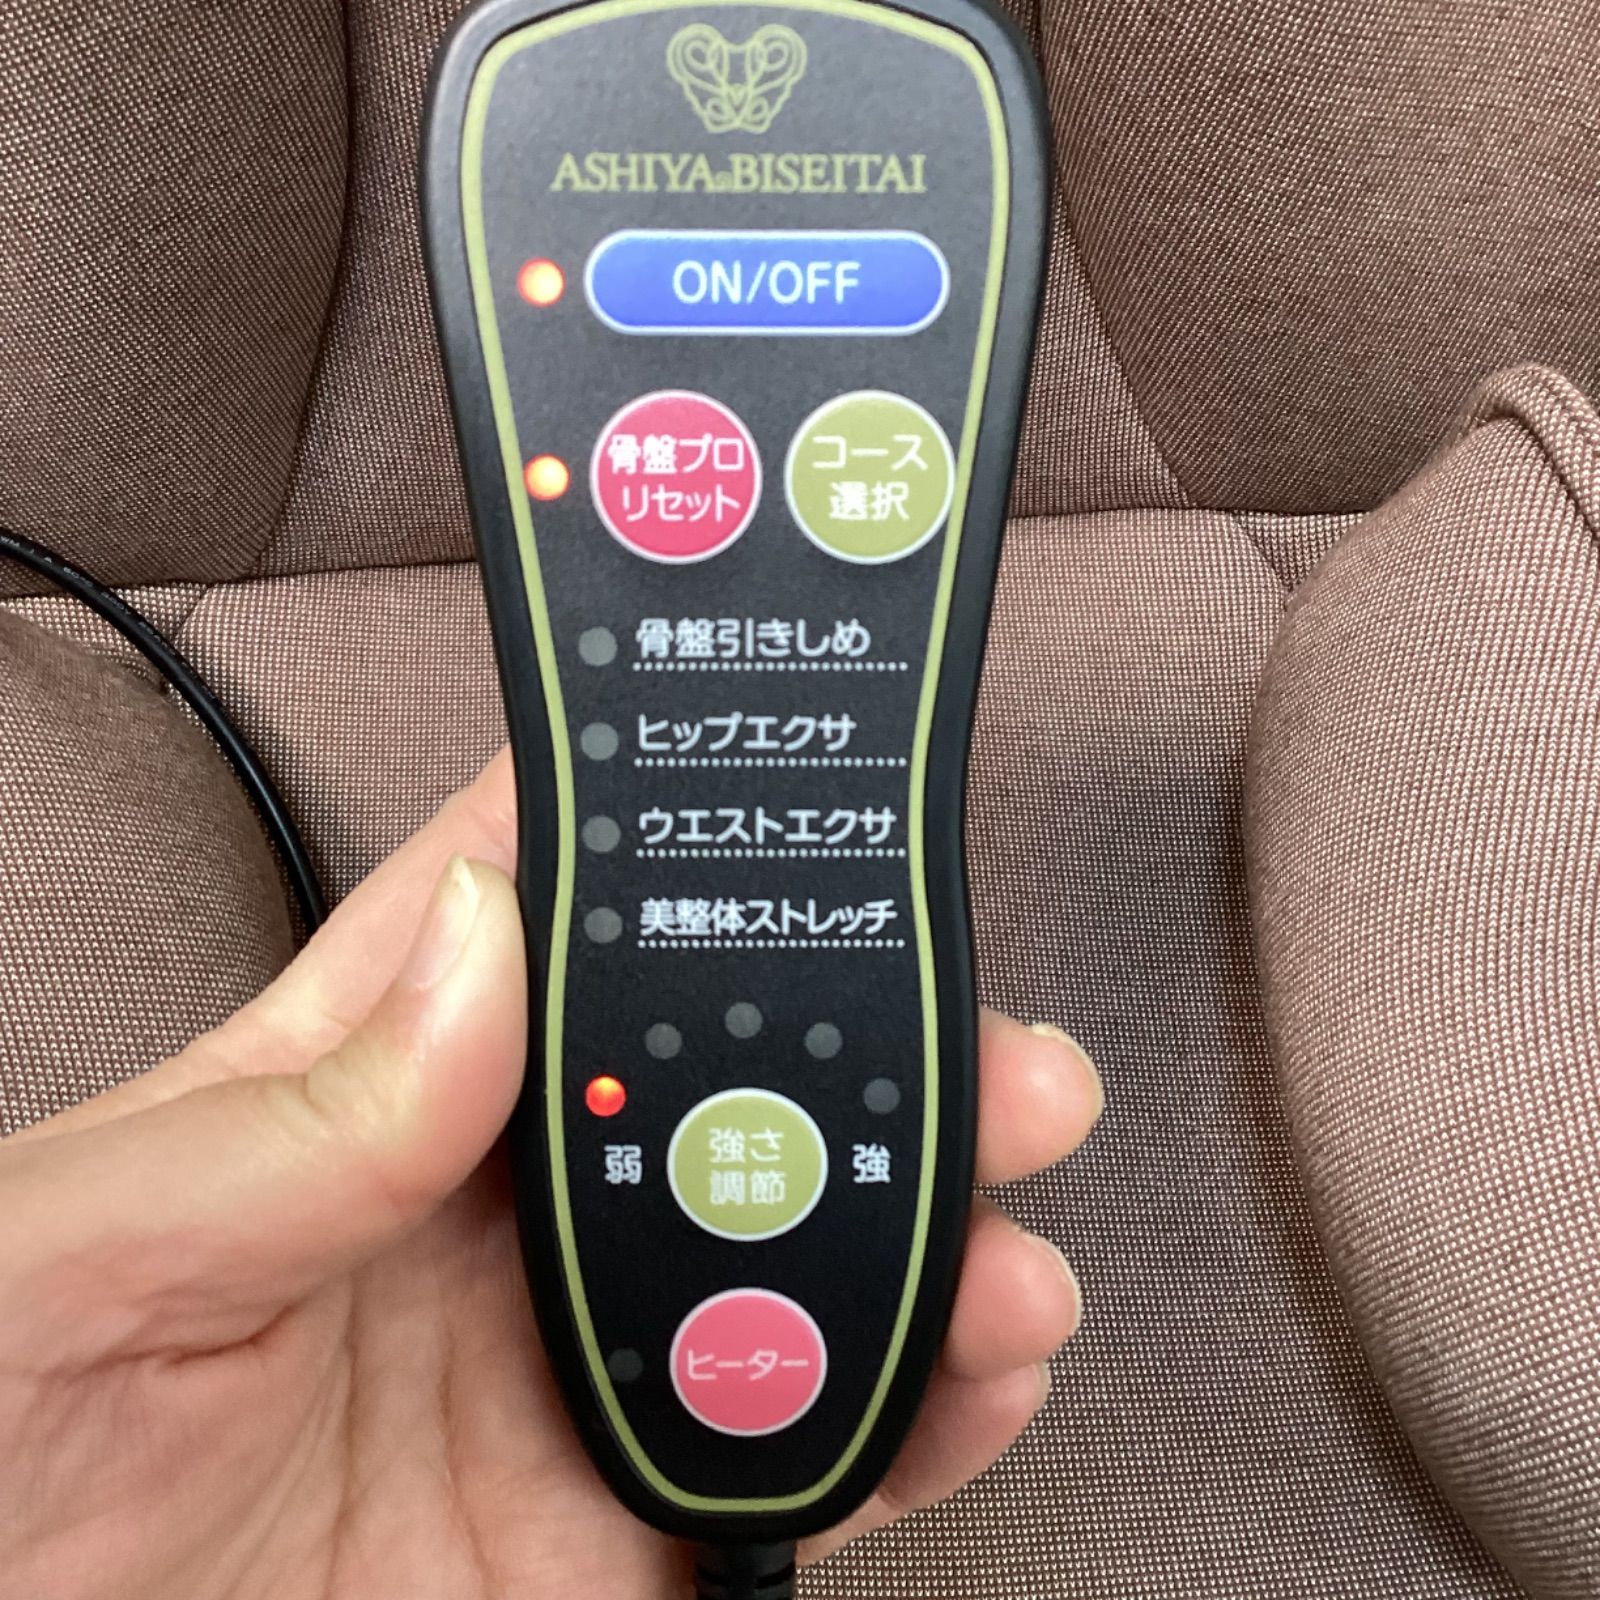 ASHIYA BISEITAI
ON/OFF
骨盤プロ
リセット
コース
選択
骨盤引きしめ
ヒップエクサ
ウエストエクサ
美整体ストレッチ
弱
強さ
調節
強
ヒーター